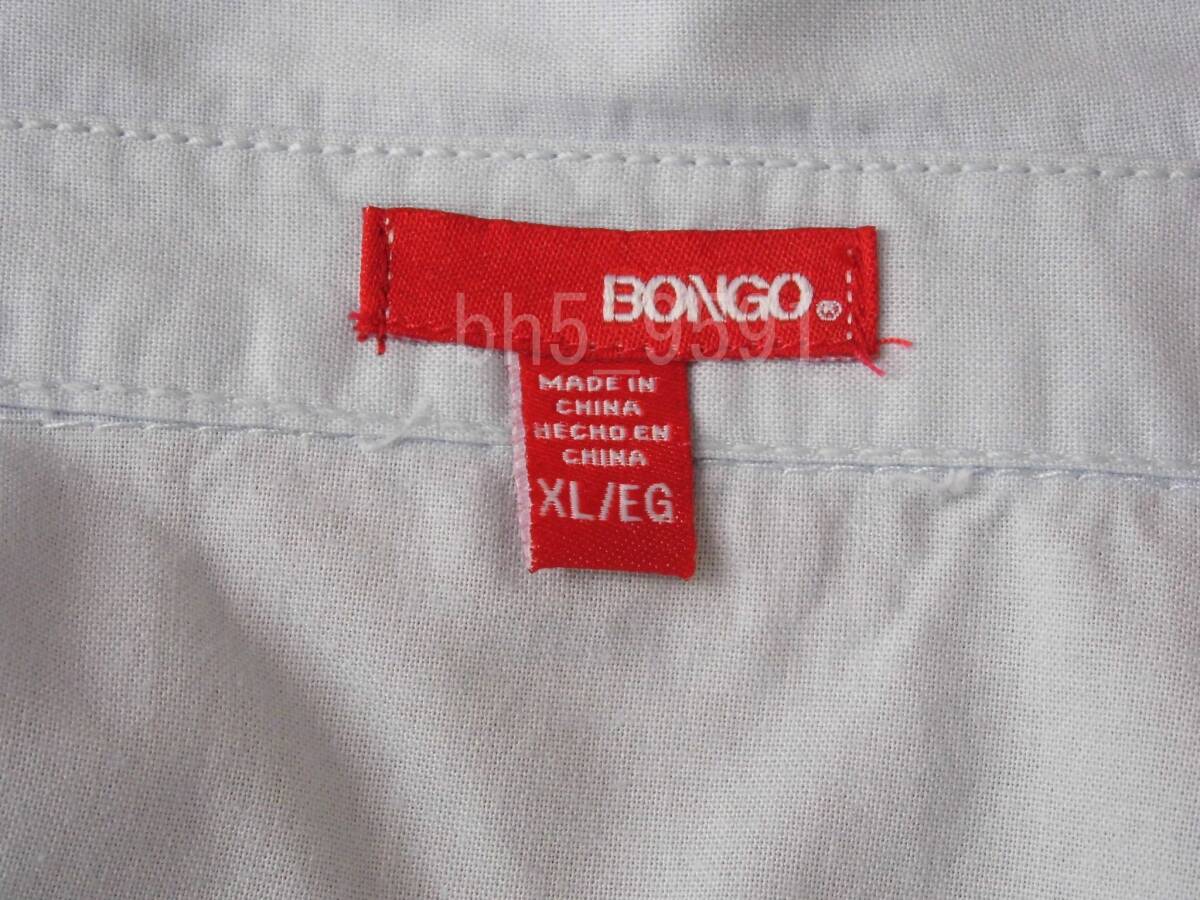 BONGO®
bh5_9591
MADE IN
CHINA
HECHO EN
CHINA
XL/EG